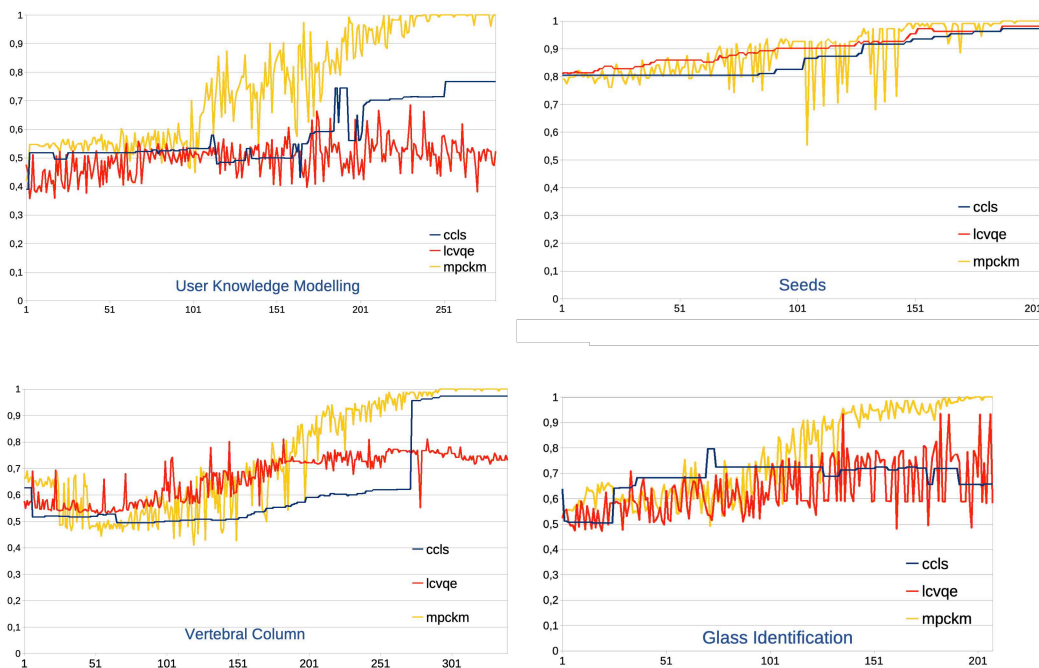 1
0,9
0,8
0,7
0,6
0,5
0,4
0,3
0,2
0,1
0
ccls
lcvqe
mpckm
User Knowledge Modelling
1 51 101 151 201 251
1
0,9
0,8
0,7
0,6
0,5
0,4
0,3
0,2
0,1
0
ccls
lcvqe
mpckm
Seeds
1 51 101 151 201
1
0,9
0,8
0,7
0,6
0,5
0,4
0,3
0,2
0,1
0
ccls
lcvqe
mpckm
Vertebral Column
1 51 101 151 201 251 301
1
0,9
0,8
0,7
0,6
0,5
0,4
0,3
0,2
0,1
0
ccls
lcvqe
mpckm
Glass Identification
1 51 101 151 201